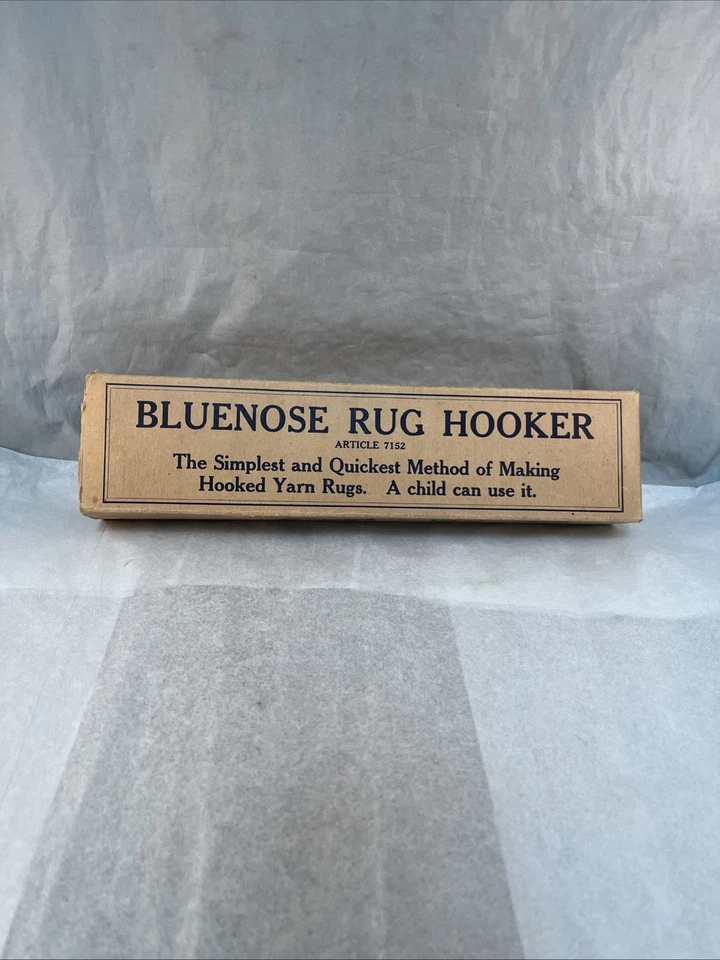 BLUENOSE RUG HOOKER
ARTICLE 7152
The Simplest and Quickest Method of Making
Hooked Yarn Rugs. A child can use it.